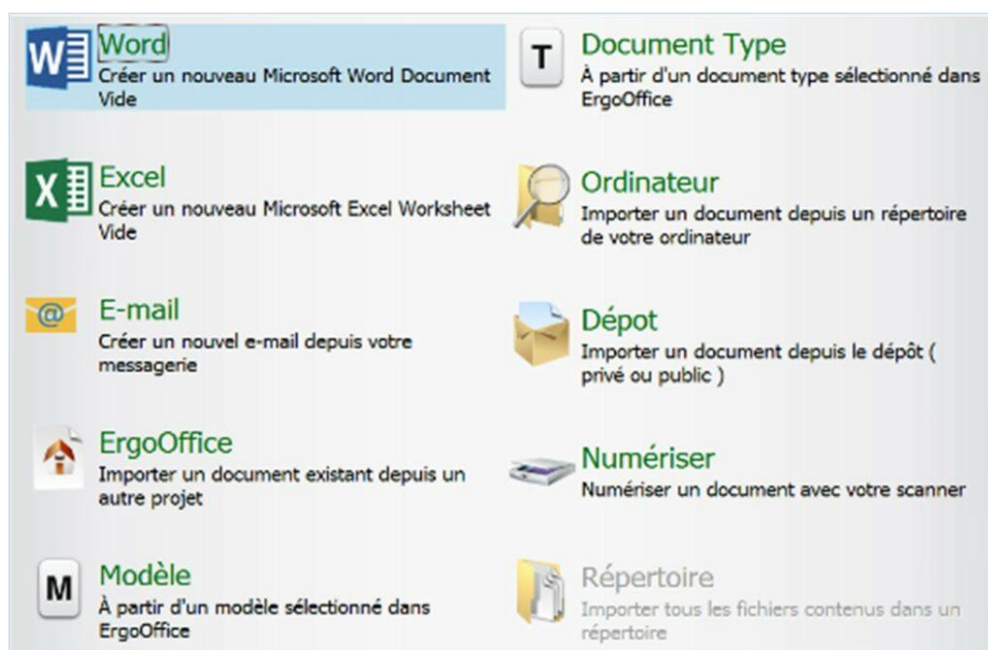 Word
Créer un nouveau Microsoft Word Document
Vide
Excel
Créer un nouveau Microsoft Excel Worksheet
Vide
E-mail
Créer un nouvel e-mail depuis votre
messagerie
ErgoOffice
Importer un document existant depuis un
autre projet
M
Modèle
À partir d'un modèle sélectionné dans
ErgoOffice
T
Document Type
À partir d'un document type sélectionné dans
ErgoOffice
Ordinateur
Importer un document depuis un répertoire
de votre ordinateur
Dépot
Importer un document depuis le dépôt (
privé ou public )
Numériser
Numériser un document avec votre scanner
Répertoire
Importer tous les fichiers contenus dans un
répertoire